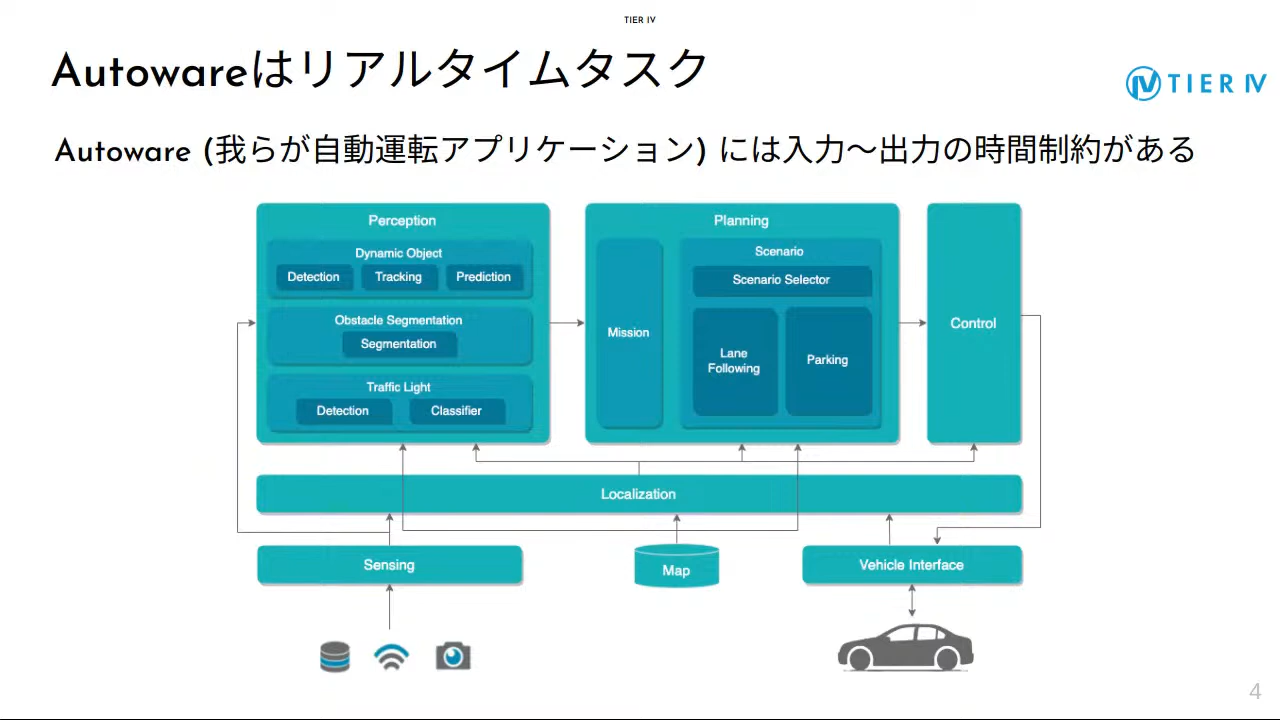 TIER IV
Autowareはリアルタイムタスク
TIER IV
Autoware (我らが自動運転アプリケーション) には入力〜出力の時間制約がある
Perception
Dynamic Object
Detection
Tracking
Prediction
Obstacle Segmentation
Segmentation
Traffic Light
Detection
Classifier
Planning
Mission
Scenario
Scenario Selector
Lane
Following
Parking
Control
Localization
Sensing
Map
Vehicle Interface
4